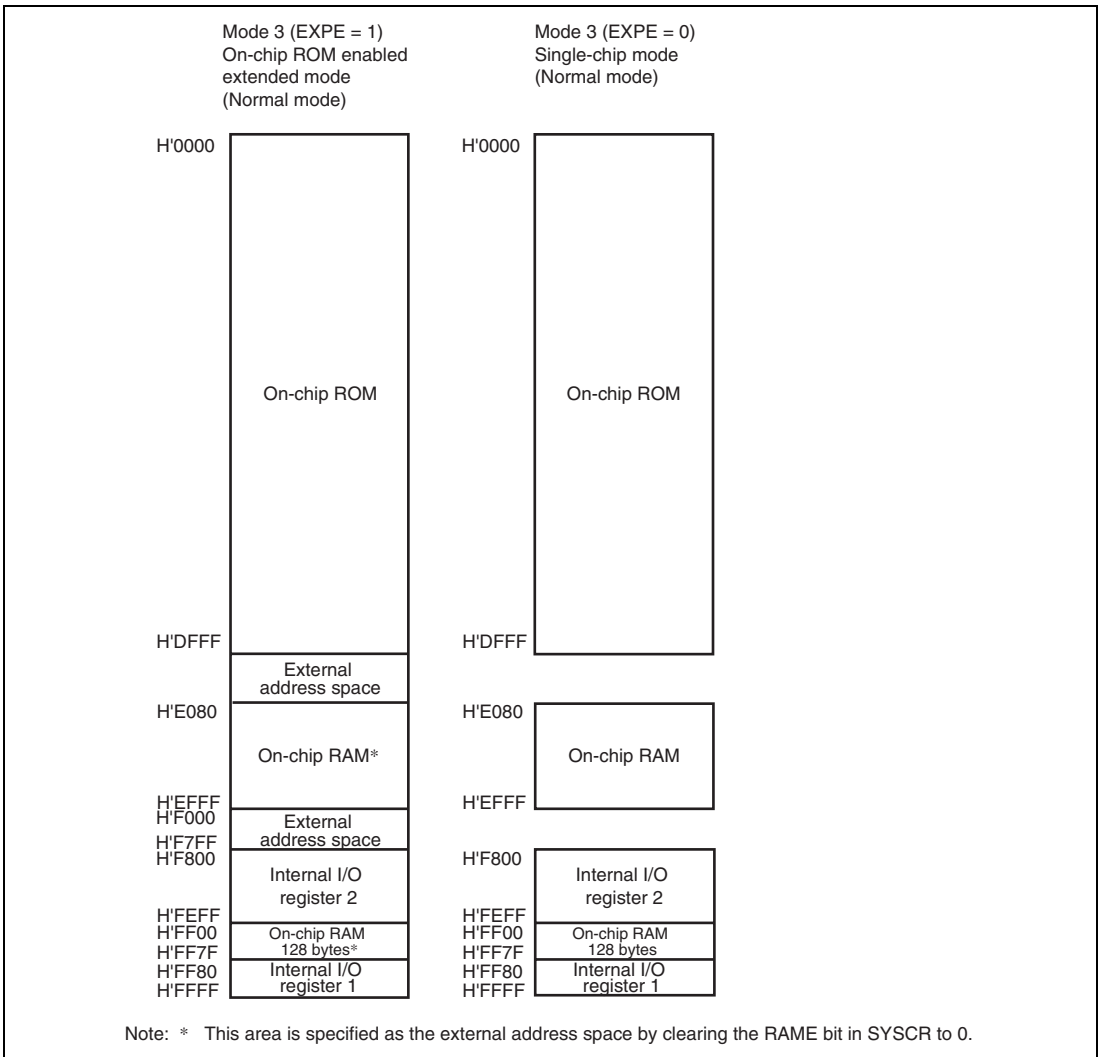 Mode 3 (EXPE = 1)
On-chip ROM enabled
extended mode
(Normal mode)
H'0000
On-chip ROM
H'DFFF
External
address space
H'E080
On-chip RAM*
H'EFFF
H'F000
External
address space
H'F7FF
H'F800
Internal I/O
register 2
H'FEFF
H'FF00
On-chip RAM
128 bytes*
H'FF7F
H'FF80
Internal I/O
register 1
H'FFFF
Mode 3 (EXPE = 0)
Single-chip mode
(Normal mode)
H'0000
On-chip ROM
H'DFFF
H'E080
On-chip RAM
H'EFFF
H'F800
Internal I/O
register 2
H'FEFF
H'FF00
On-chip RAM
128 bytes
H'FF7F
H'FF80
Internal I/O
register 1
H'FFFF
Note: * This area is specified as the external address space by clearing the RAME bit in SYSCR to 0.